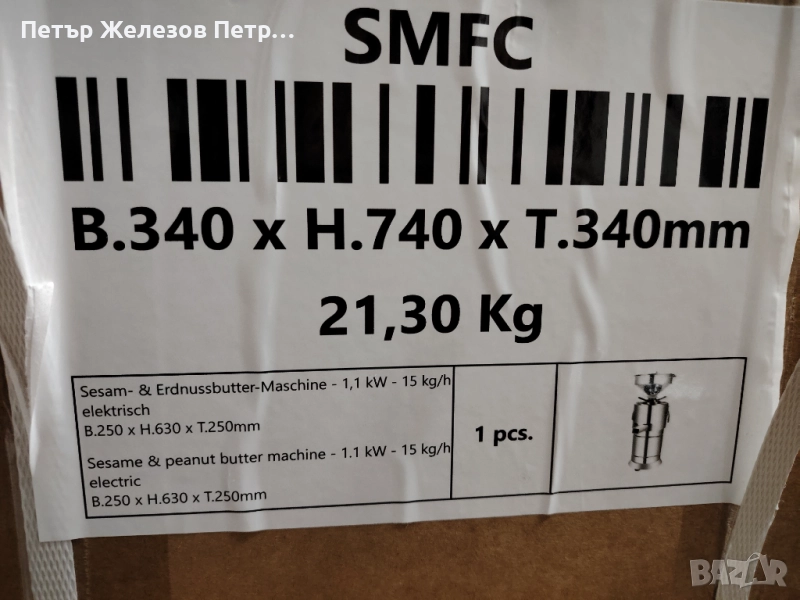 Петър Железов Петр...
SMFC
B.340 x H.740 x T.340mm
21,30 Kg
Sesam- & Erdnussbutter-Maschine - 1,1 kW - 15 kg/h
elektrisch
B.250 x H.630 x T.250mm
Sesame & peanut butter machine - 1.1 kW - 15 kg/h
electric
B.250 x H.630 x T.250mm
1 pcs.
BAZAR